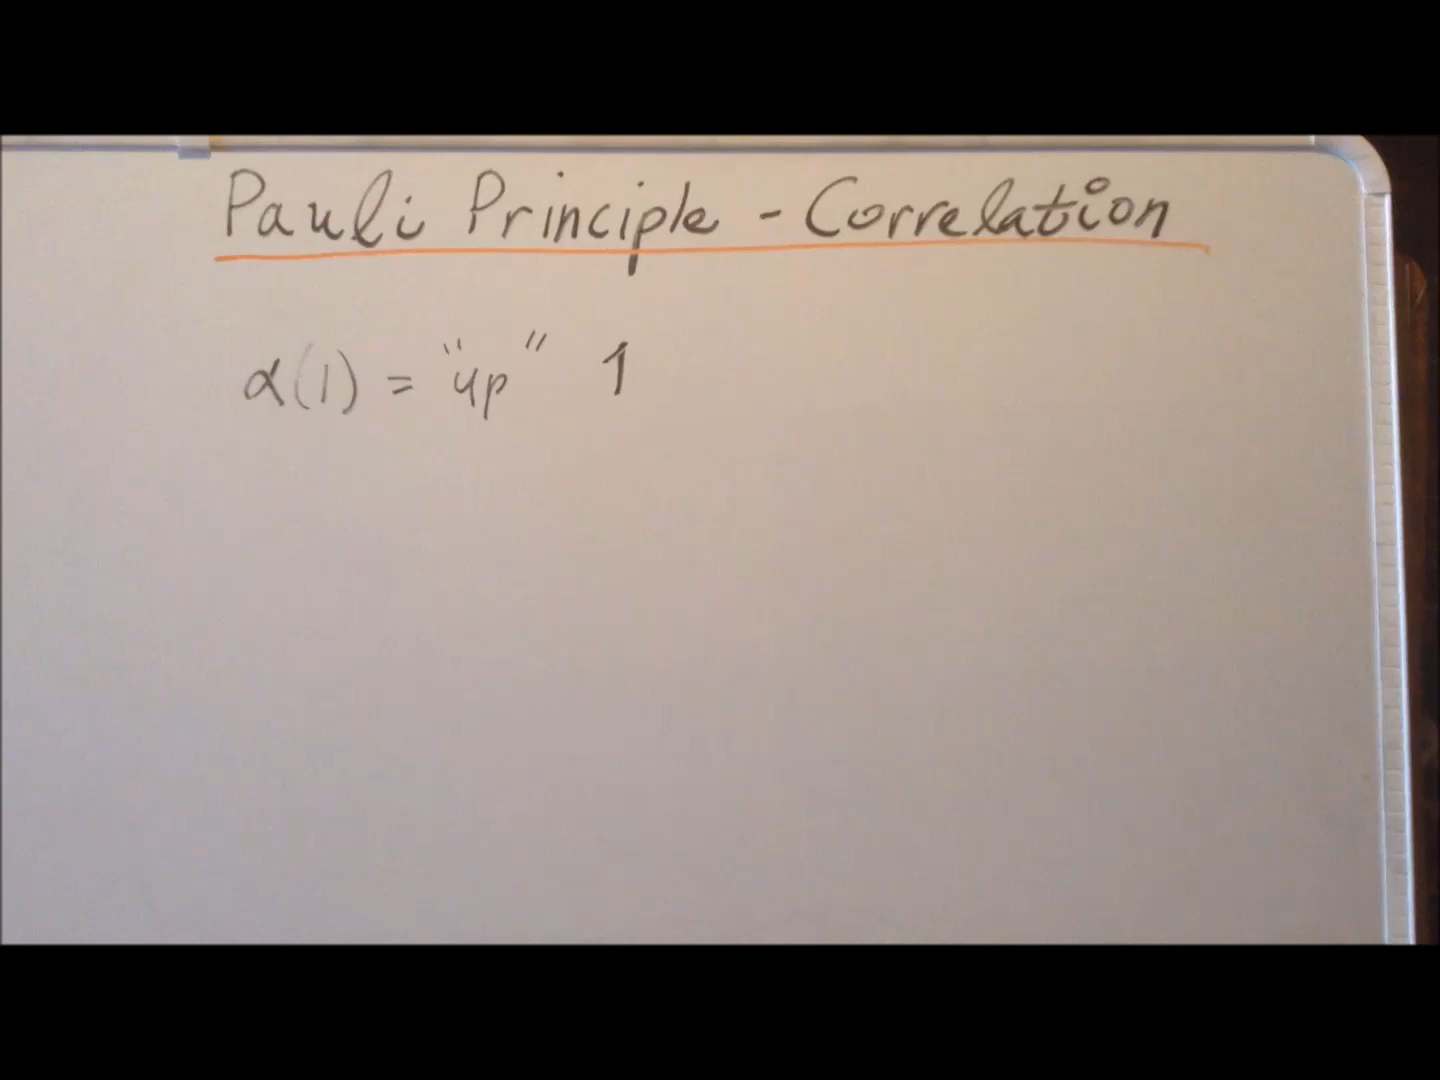 Pauli Principle - Correlation
α(1) = "up" ↿